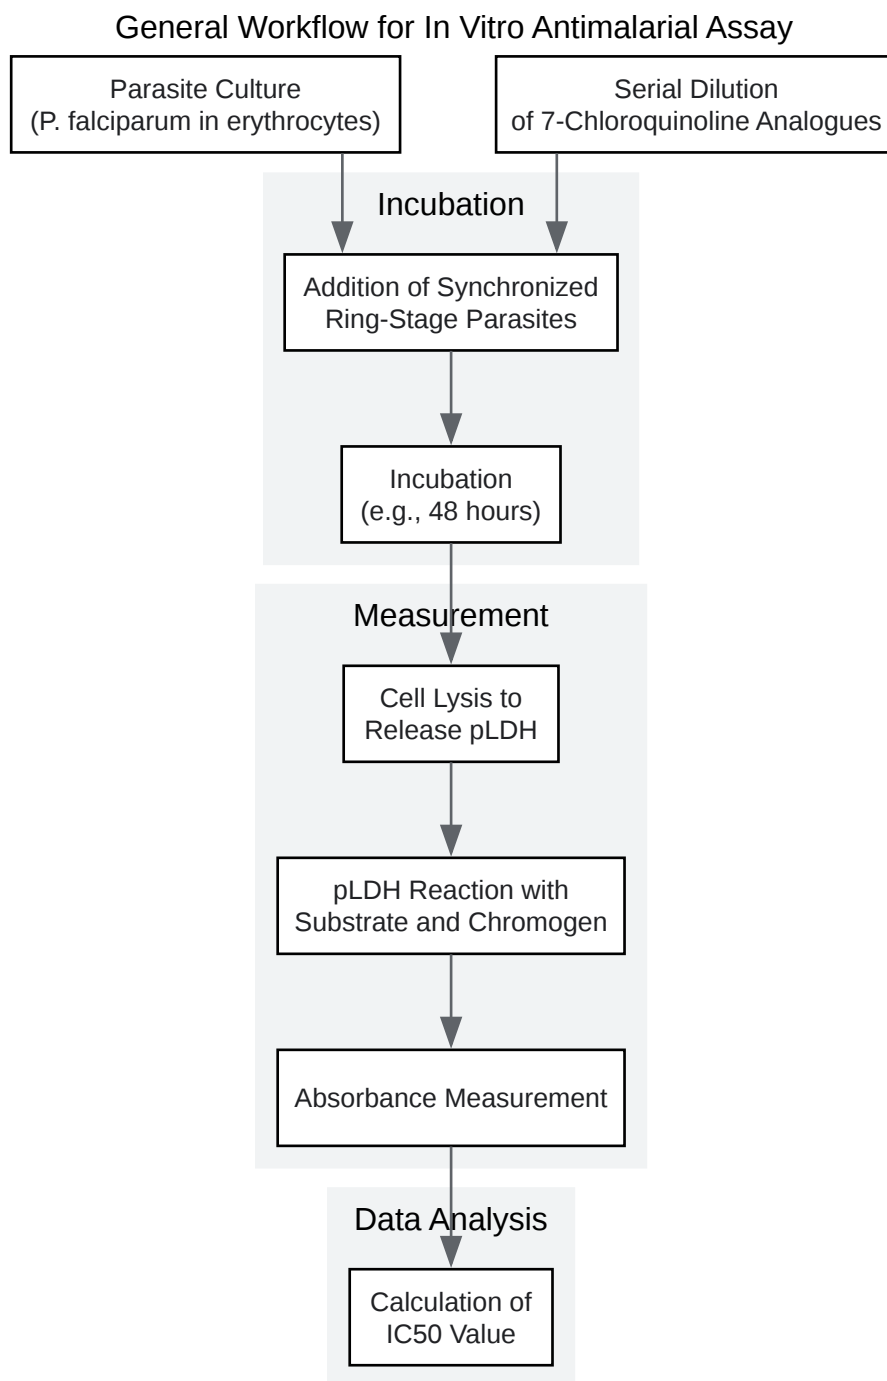 General Workflow for In Vitro Antimalarial Assay
Parasite Culture
(P. falciparum in erythrocytes)
Serial Dilution
of 7-Chloroquinoline Analogues
Incubation
Addition of Synchronized
Ring-Stage Parasites
Incubation
(e.g., 48 hours)
Measurement
Cell Lysis to
Release pLDH
pLDH Reaction with
Substrate and Chromogen
Absorbance Measurement
Data Analysis
Calculation of
IC50 Value